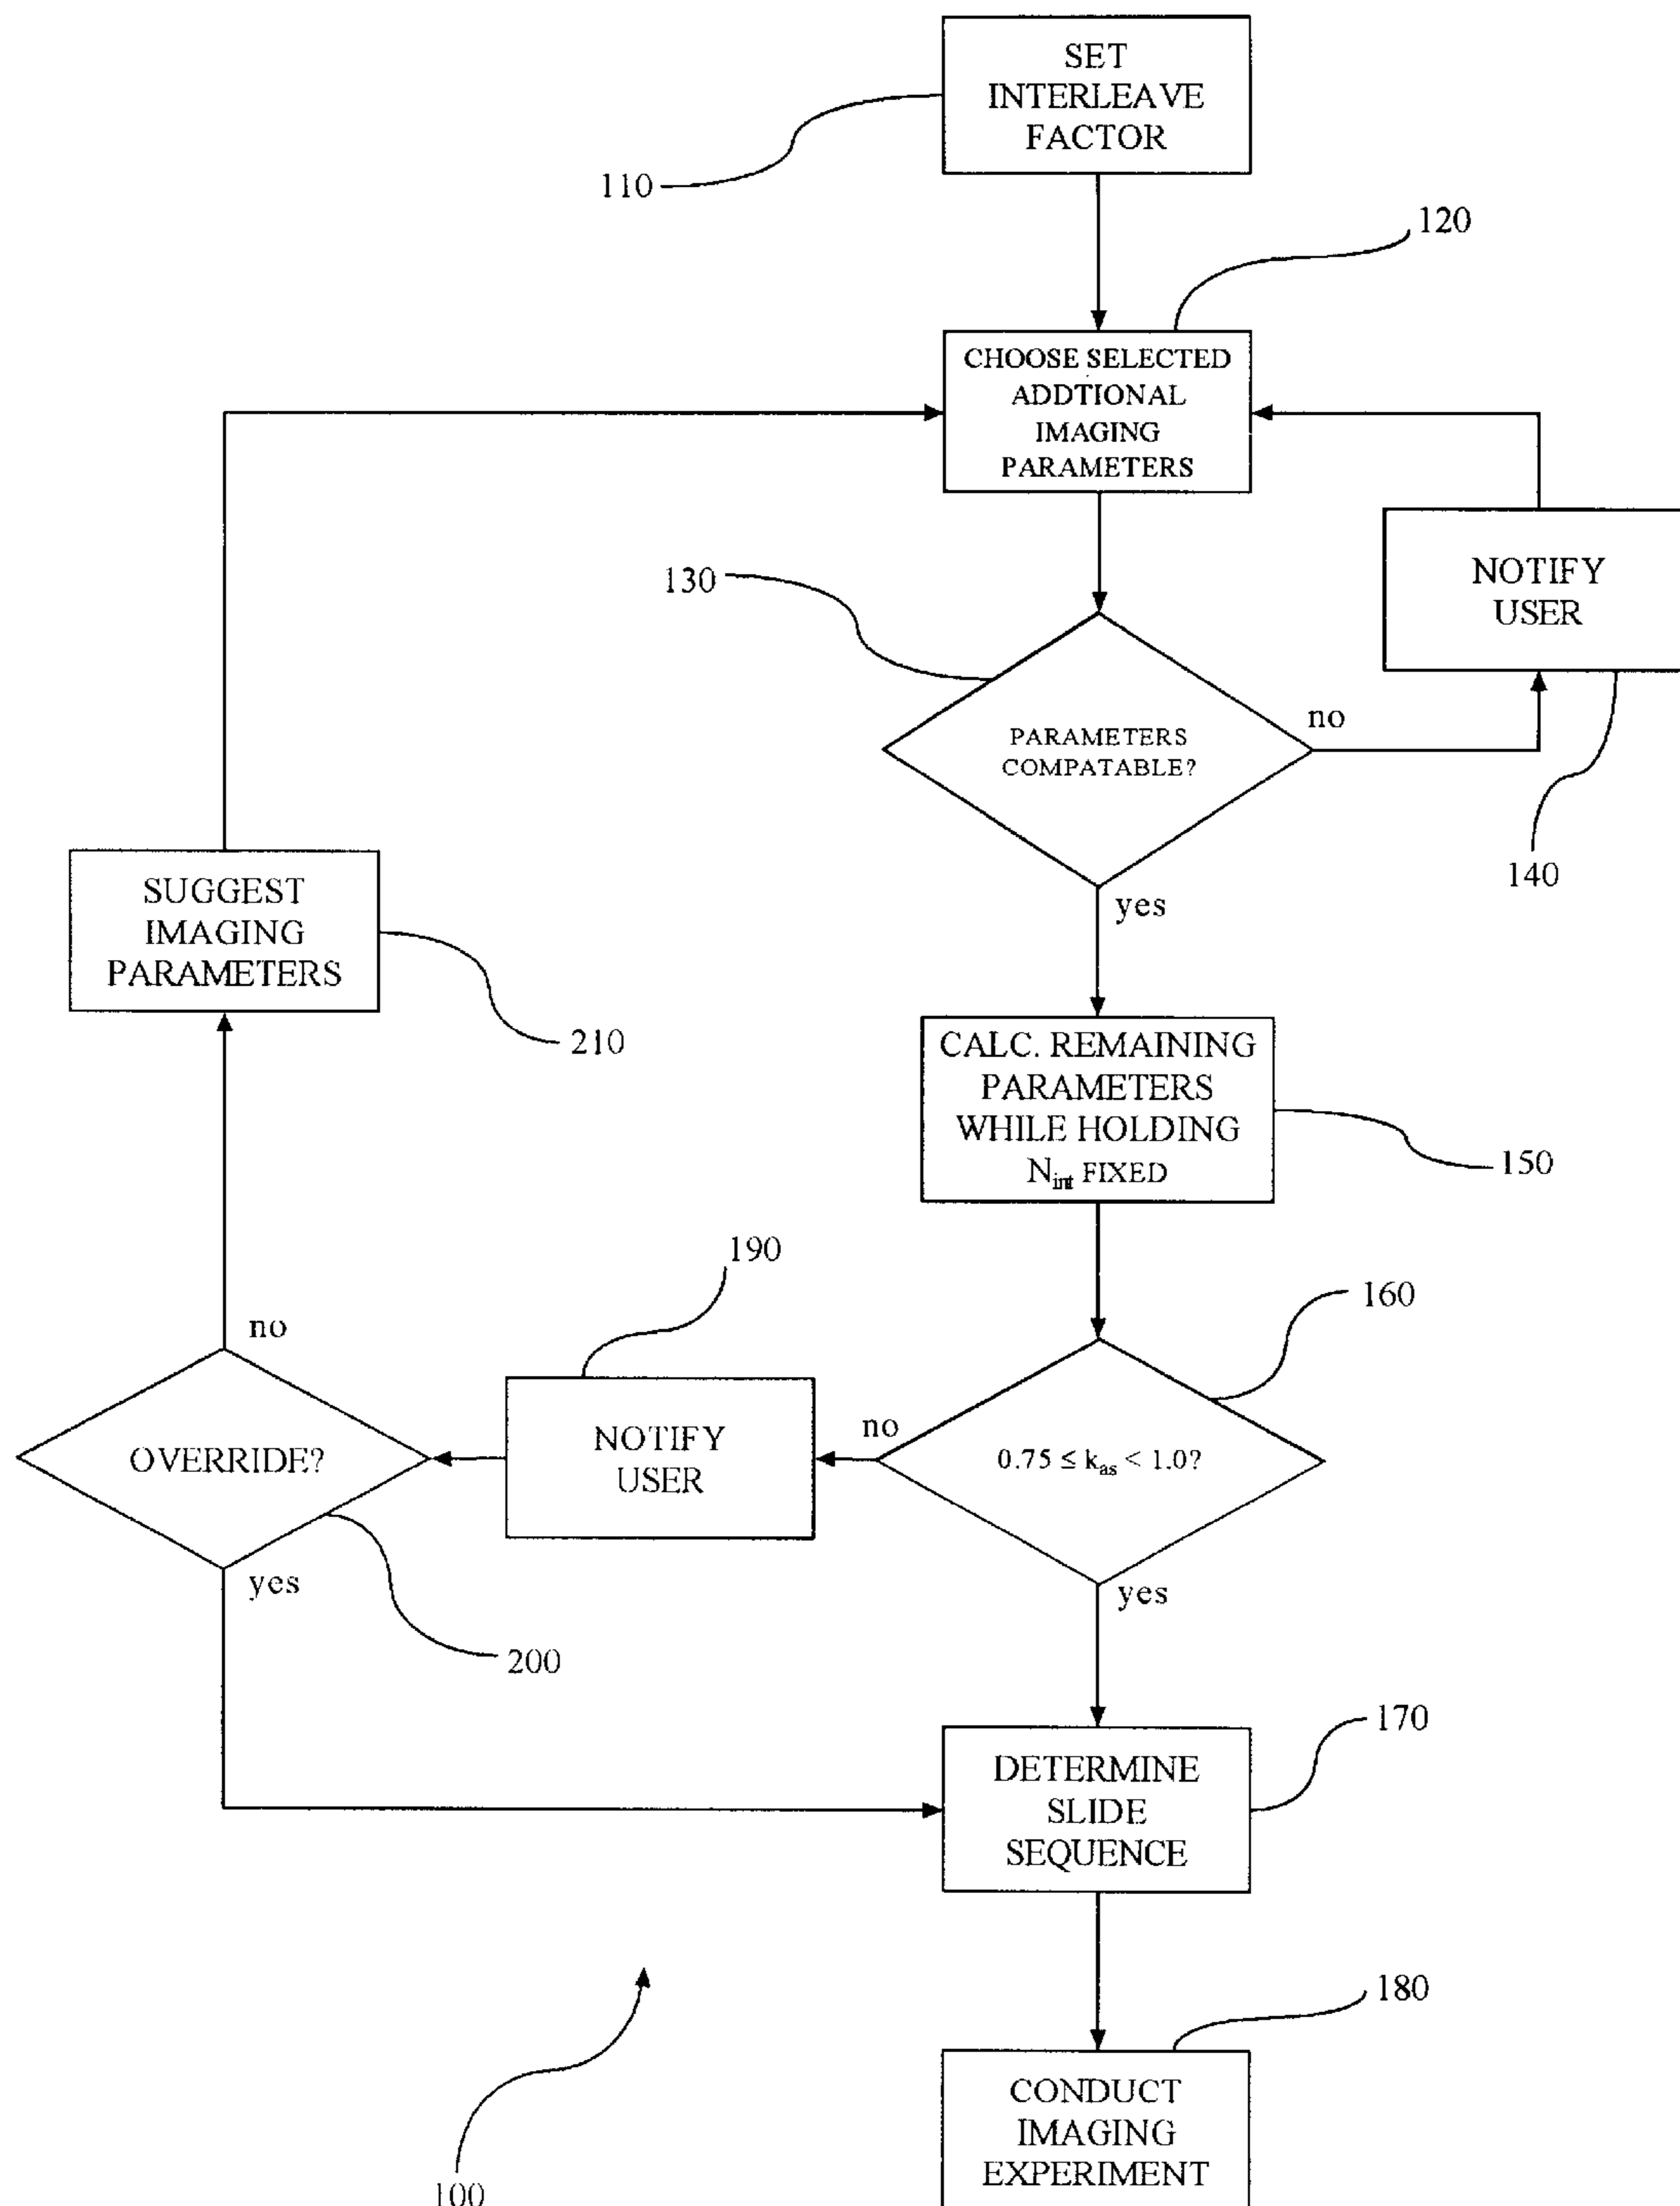 SET
INTERLEAVE
FACTOR
110
120
CHOOSE SELECTED
ADDTIONAL
IMAGING
PARAMETERS
130
NOTIFY
USER
no
PARAMETERS
COMPATABLE?
140
yes
SUGGEST
IMAGING
PARAMETERS
210
CALC. REMAINING
PARAMETERS
WHILE HOLDING
Nint FIXED
150
190
160
no
NOTIFY
USER
no
OVERRIDE?
0.75 ≤ kas < 1.0?
yes
yes
200
170
DETERMINE
SLIDE
SEQUENCE
180
CONDUCT
IMAGING
EXPERIMENT
100